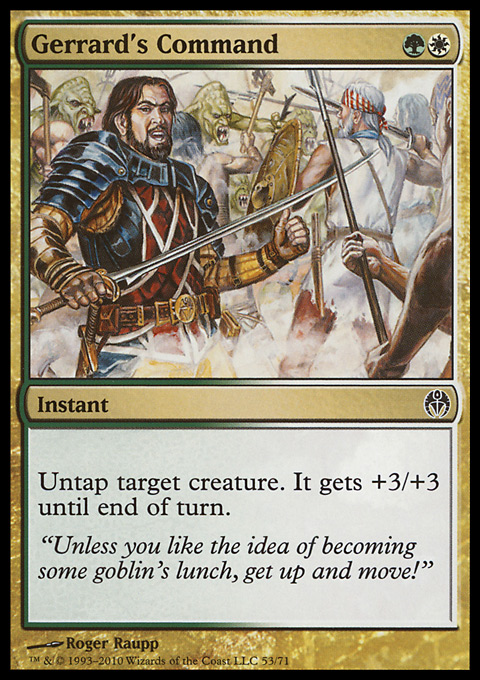 Gerrard's Command
Instant
Untap target creature. It gets +3/+3
until end of turn.
“Unless you like the idea of becoming
some goblin's lunch, get up and move!”
Roger Raupp
™ & © 1993–2010 Wizards of the Coast LLC 53/71